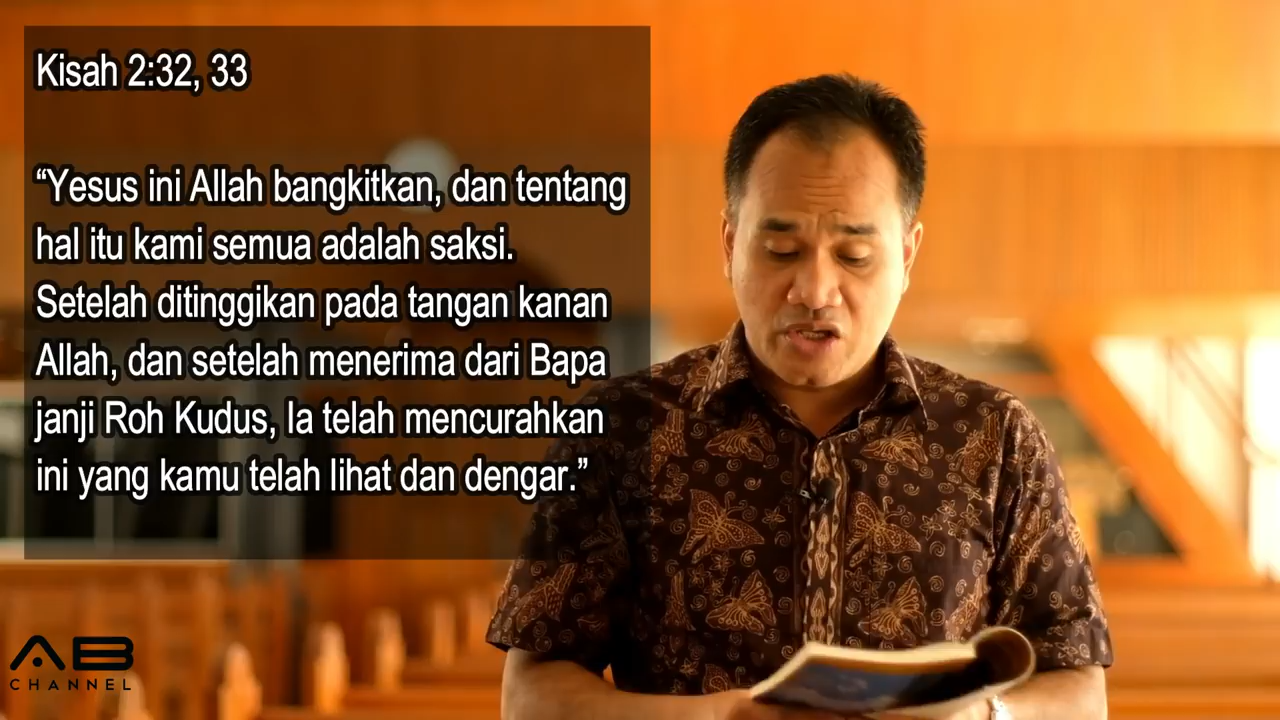 Kisah 2:32, 33
“Yesus ini Allah bangkitkan, dan tentang
hal itu kami semua adalah saksi.
Setelah ditinggikan pada tangan kanan
Allah, dan setelah menerima dari Bapa
janji Roh Kudus, Ia telah mencurahkan
ini yang kamu telah lihat dan dengar.”
AB
CHANNEL